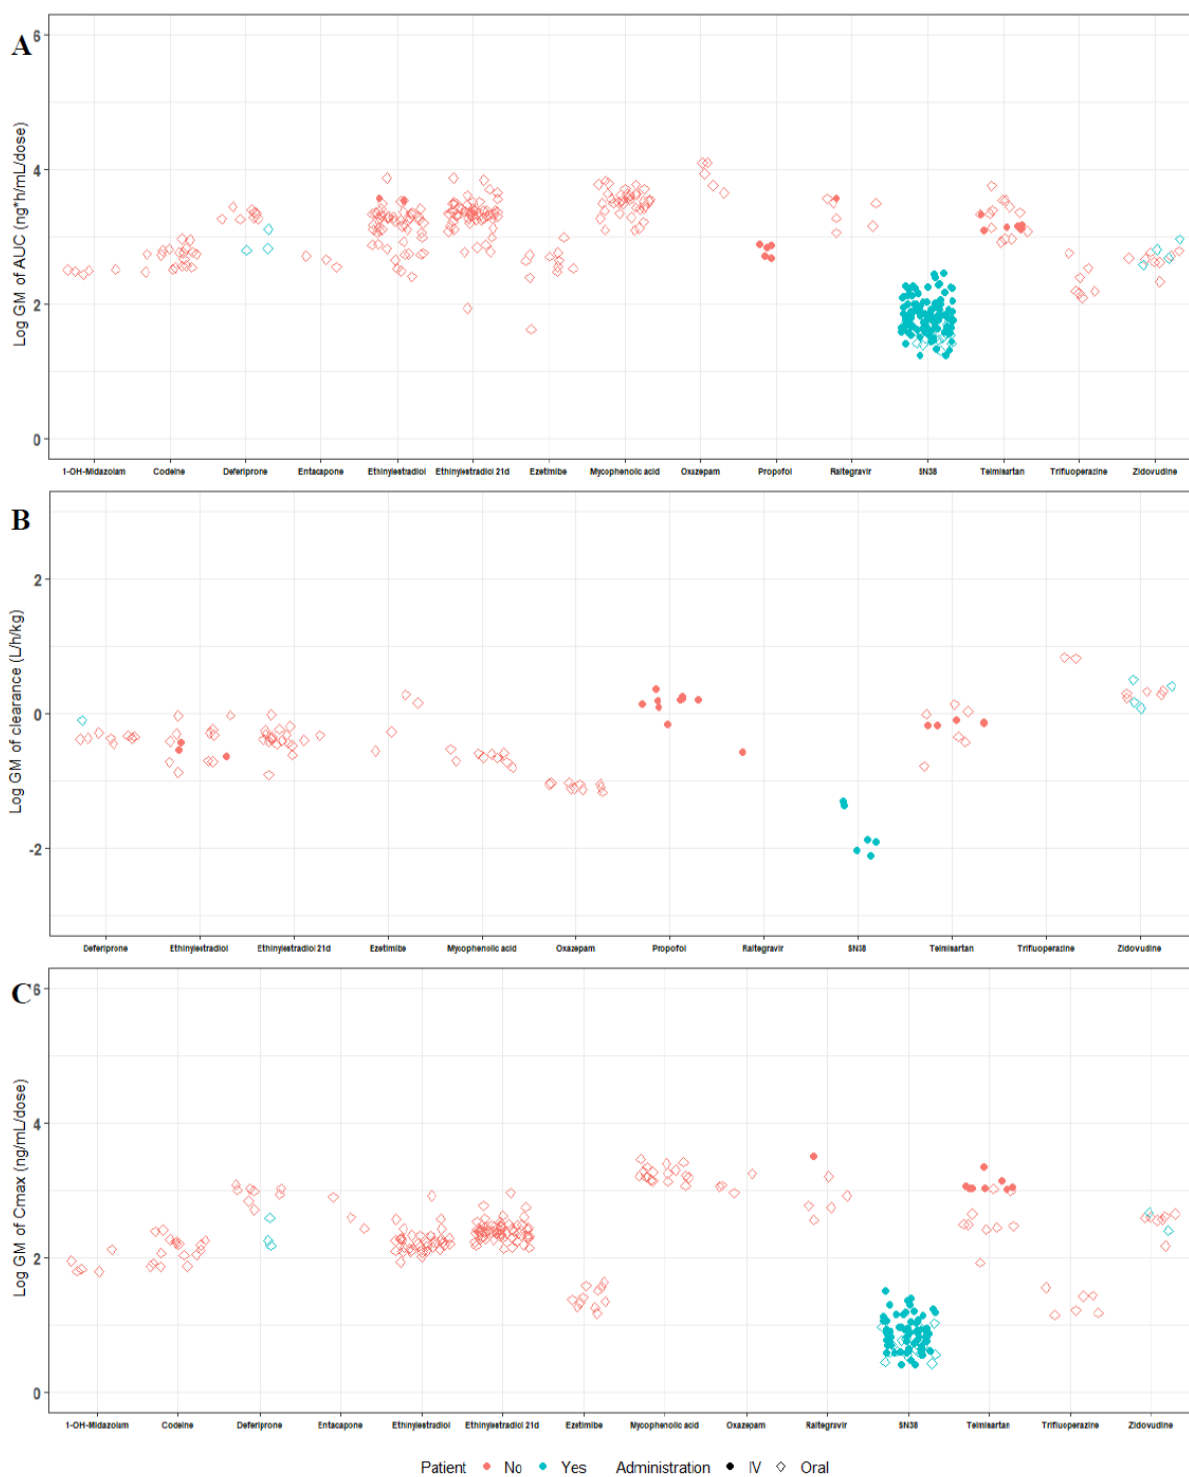 A
Log GM of AUC (ng*h/mL/dose)
6
4
2
0
1-OH-Midazolam Codeine Deferiprone Entacapone Ethinylestradiol Ethinylestradiol 21d Ezetimibe Mycophenolic acid Oxazepam Propofol Raltegravir SN38 Telmisartan Trifluoperazine Zidovudine
B
Log GM of clearance (L/h/kg)
2
0
-2
Deferiprone Ethinylestradiol Ethinylestradiol 21d Ezetimibe Mycophenolic acid Oxazepam Propofol Raltegravir SN38 Telmisartan Trifluoperazine Zidovudine
C
Log GM of Cmax (ng/mL/dose)
6
4
2
0
1-OH-Midazolam Codeine Deferiprone Entacapone Ethinylestradiol Ethinylestradiol 21d Ezetimibe Mycophenolic acid Oxazepam Raltegravir SN38 Telmisartan Trifluoperazine Zidovudine
Patient No Yes Administration IV Oral